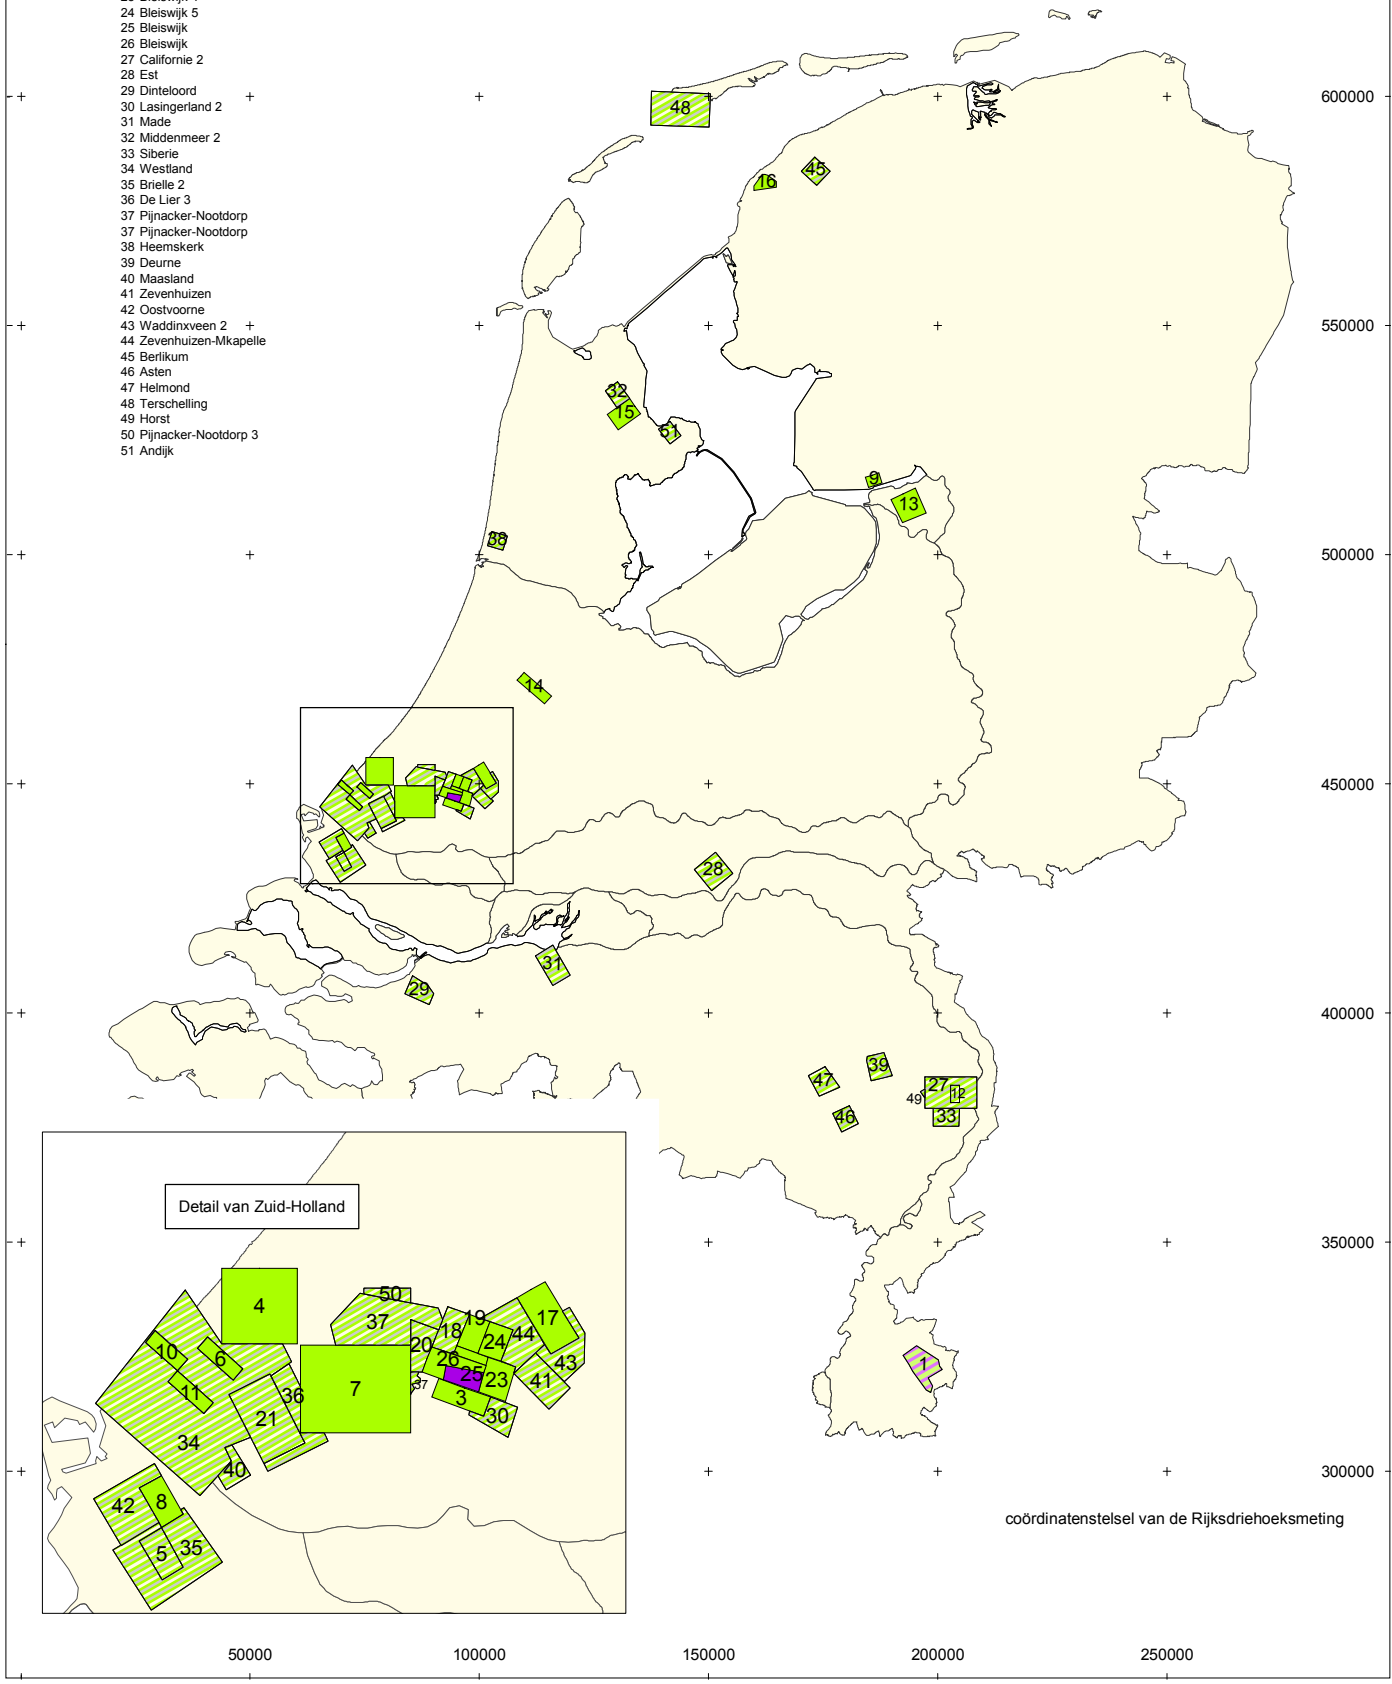 24 Bleiswijk 5
25 Bleiswijk
26 Bleiswijk
27 Californie 2
28 Est
29 Dinteloord
30 Lasingerland 2
31 Made
32 Middenmeer 2
33 Siberie
34 Westland
35 Brielle 2
36 De Lier 3
37 Pijnacker-Nootdorp
37 Pijnacker-Nootdorp
38 Heemskerk
39 Deurne
40 Maasland
41 Zevenhuizen
42 Oostvoorne
43 Waddinxveen 2
44 Zevenhuizen-Mkapelle
45 Berlikum
46 Asten
47 Helmond
48 Terschelling
49 Horst
50 Pijnacker-Nootdorp 3
51 Andijk
600000
550000
500000
450000
400000
350000
300000
48
45
16
32
15
51
9
13
38
14
28
31
29
39
47
27
12
49
46
33
1
Detail van Zuid-Holland
50
4
37
19
17
18
44
24
20
10
6
26
43
25
7
23
41
11
37
36
3
21
30
34
40
8
42
35
5
coördinatenstelsel van de Rijksdriehoeksmeting
50000
100000
150000
200000
250000